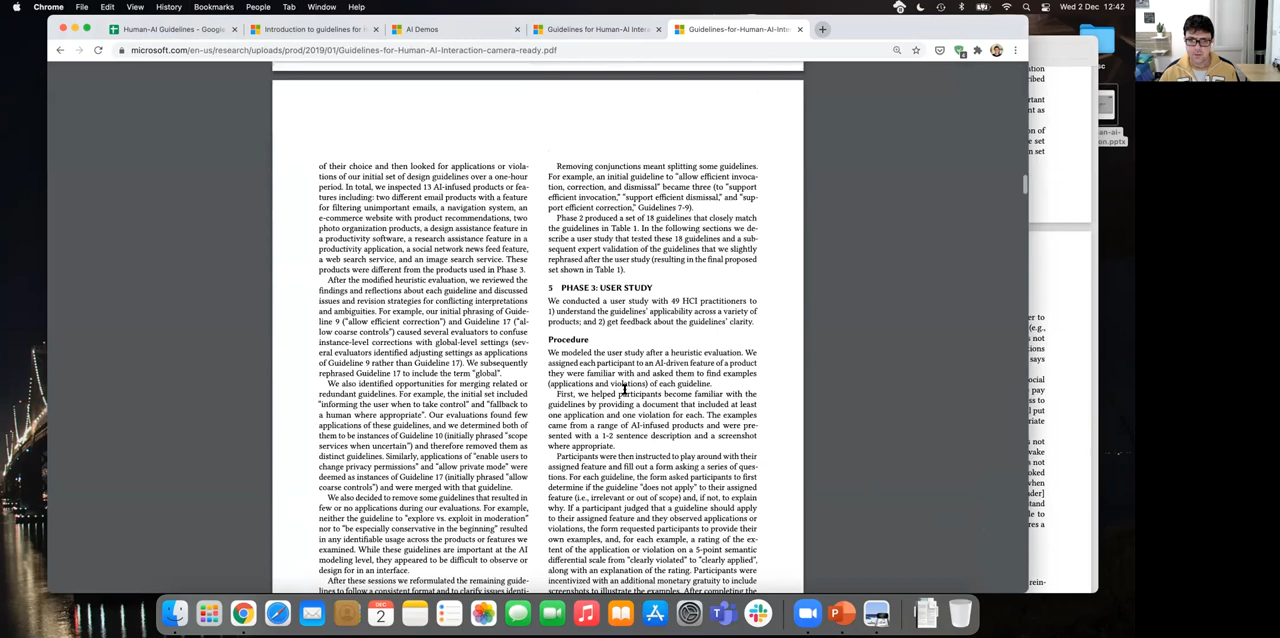 Chrome File Edit View History Bookmarks People Tab Window Help
Wed 2 Dec 12:42
Human-AI Guidelines - Google
Introduction to guidelines for
AI Demos
Guidelines for Human-AI Intera
Guidelines-for-Human-AI-Inte
microsoft.com/en-us/research/uploads/prod/2019/01/Guidelines-for-Human-AI-Interaction-camera-ready.pdf
of their choice and then looked for applications or viola-
tions of our initial set of design guidelines over a one-hour
period. In total, we inspected 13 AI-infused products or fea-
tures including: two different email products with a feature
for filtering unimportant emails, a navigation system, an
e-commerce website with product recommendations, two
photo organization products, a design assistance feature in
a productivity software, a research assistance feature in a
productivity application, a social network news feed feature,
a web search service, and an image search service. These
products were different from the products used in Phase 3.
After the modified heuristic evaluation, we reviewed the
findings and reflections about each guideline and discussed
issues and revision strategies for conflicting interpretations
and ambiguities. For example, our initial phrasing of Guide-
line 9 ("allow efficient correction") and Guideline 17 ("al-
low coarse controls") caused several evaluators to confuse
instance-level corrections with global-level settings (sev-
eral evaluators identified adjusting settings as applications
of Guideline 9 rather than Guideline 17). We subsequently
rephrased Guideline 17 to include the term "global".
We also identified opportunities for merging related or
redundant guidelines. For example, the initial set included
"informing the user when to take control" and "fallback to
a human where appropriate". Our evaluations found few
applications of these guidelines, and we determined both of
them to be instances of Guideline 10 (initially phrased "scope
services when uncertain") and therefore removed them as
distinct guidelines. Similarly, applications of "enable users to
change privacy permissions" and "allow private mode" were
deemed as instances of Guideline 17 (initially phrased "allow
coarse controls") and were merged with that guideline.
We also decided to remove some guidelines that resulted in
few or no applications during our evaluations. For example,
neither the guideline to "explore vs. exploit in moderation"
nor to "be especially conservative in the beginning" resulted
in any identifiable usage across the products or features we
examined. While these guidelines are important at the AI
modeling level, they appeared to be difficult to observe or
design for in an interface.
After these sessions we reformulated the remaining guide-
lines to follow a consistent format and to clarify issues identi-
Removing conjunctions meant splitting some guidelines.
For example, an initial guideline to "allow efficient invoca-
tion, correction, and dismissal" became three (to "support
efficient invocation," "support efficient dismissal," and "sup-
port efficient correction," Guidelines 7-9).
Phase 2 produced a set of 18 guidelines that closely match
the guidelines in Table 1. In the following sections we de-
scribe a user study that tested these 18 guidelines and a sub-
sequent expert validation of the guidelines that we slightly
rephrased after the user study (resulting in the final proposed
set shown in Table 1).
5 PHASE 3: USER STUDY
We conducted a user study with 49 HCI practitioners to
1) understand the guidelines' applicability across a variety of
products; and 2) get feedback about the guidelines' clarity.
Procedure
We modeled the user study after a heuristic evaluation. We
assigned each participant to an AI-driven feature of a product
they were familiar with and asked them to find examples
(applications and violations) of each guideline.
First, we helped participants become familiar with the
guidelines by providing a document that included at least
one application and one violation for each. The examples
came from a range of AI-infused products and were pre-
sented with a 1-2 sentence description and a screenshot
where appropriate.
Participants were then instructed to play around with their
assigned feature and fill out a form asking a series of ques-
tions. For each guideline, the form asked participants to first
determine if the guideline "does not apply" to their assigned
feature (i.e., irrelevant or out of scope) and, if not, to explain
why. If a participant judged that a guideline should apply
to their assigned feature and they observed applications or
violations, the form requested participants to provide their
own examples, and, for each example, a rating of the ex-
tent of the application or violation on a 5-point semantic
differential scale from "clearly violated" to "clearly applied",
along with an explanation of the rating. Participants were
incentivized with an additional monetary gratuity to include
screenshots to illustrate the examples. After completing the